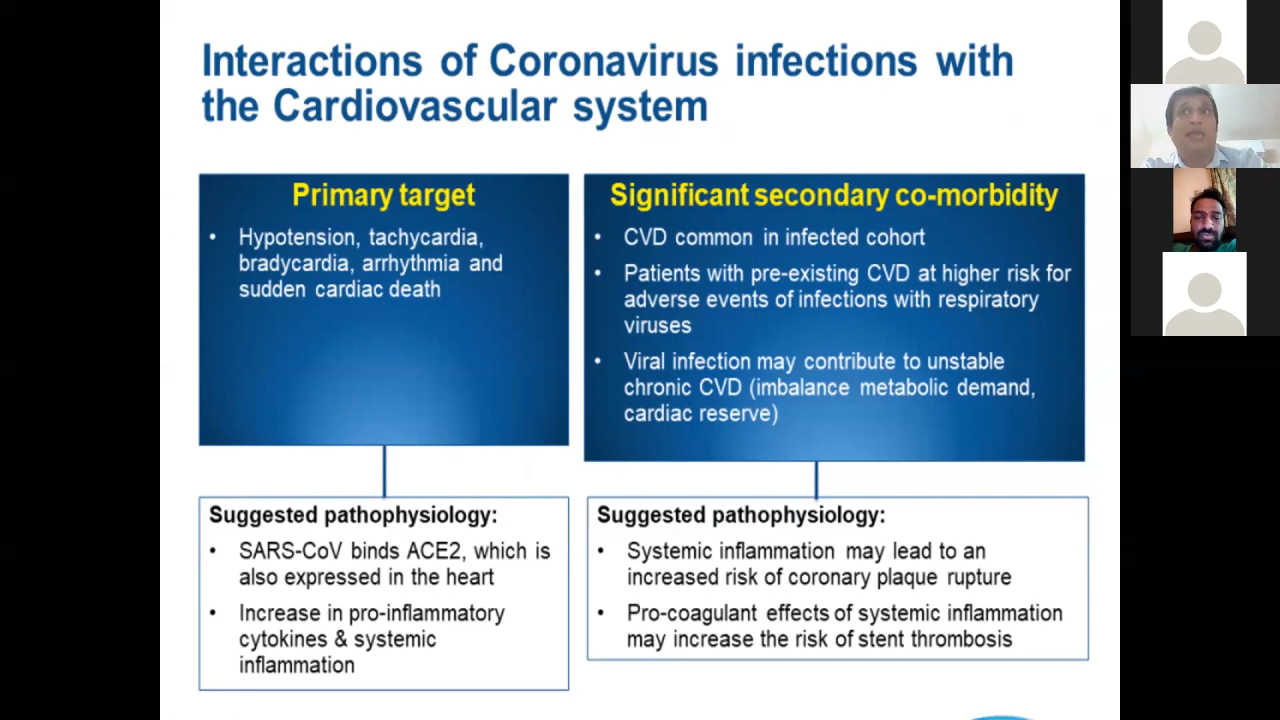 Interactions of Coronavirus infections with
the Cardiovascular system
Primary target
• Hypotension, tachycardia,
bradycardia, arrhythmia and
sudden cardiac death
Suggested pathophysiology:
• SARS-CoV binds ACE2, which is
also expressed in the heart
• Increase in pro-inflammatory
cytokines & systemic
inflammation
Significant secondary co-morbidity
• CVD common in infected cohort
• Patients with pre-existing CVD at higher risk for
adverse events of infections with respiratory
viruses
• Viral infection may contribute to unstable
chronic CVD (imbalance metabolic demand,
cardiac reserve)
Suggested pathophysiology:
• Systemic inflammation may lead to an
increased risk of coronary plaque rupture
• Pro-coagulant effects of systemic inflammation
may increase the risk of stent thrombosis